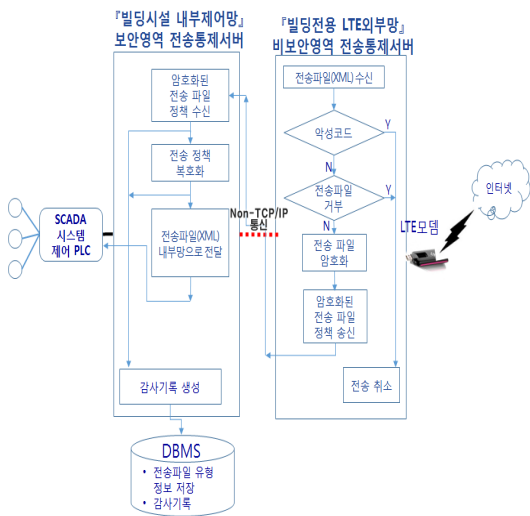 『빌딩시설 내부제어망』
보안영역 전송통제서버
『빌딩전용 LTE외부망』
비보안영역 전송통제서버
암호화된
전송 파일
정책 수신
전송 정책
복호화
전송파일(XML)
내부망으로 전달
감사기록 생성
SCADA
시스템
제어 PLC
Non-TCP/IP
통신
전송파일(XML) 수신
악성코드
Y
N
전송파일
거부
Y
N
전송 파일
암호화
암호화된
전송 파일
정책 송신
전송 취소
LTE모뎀
인터넷
DBMS
• 전송파일 유형
정보 저장
• 감사기록